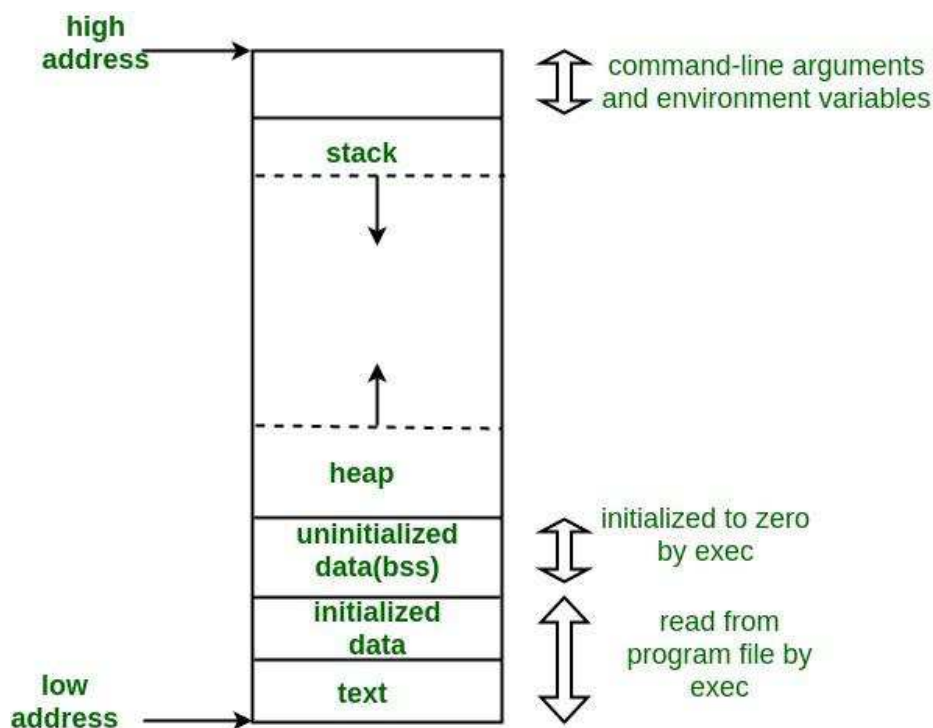 high
address
command-line arguments
and environment variables
stack
heap
uninitialized
data(bss)
initialized to zero
by exec
initialized
data
read from
program file by
exec
text
low
address